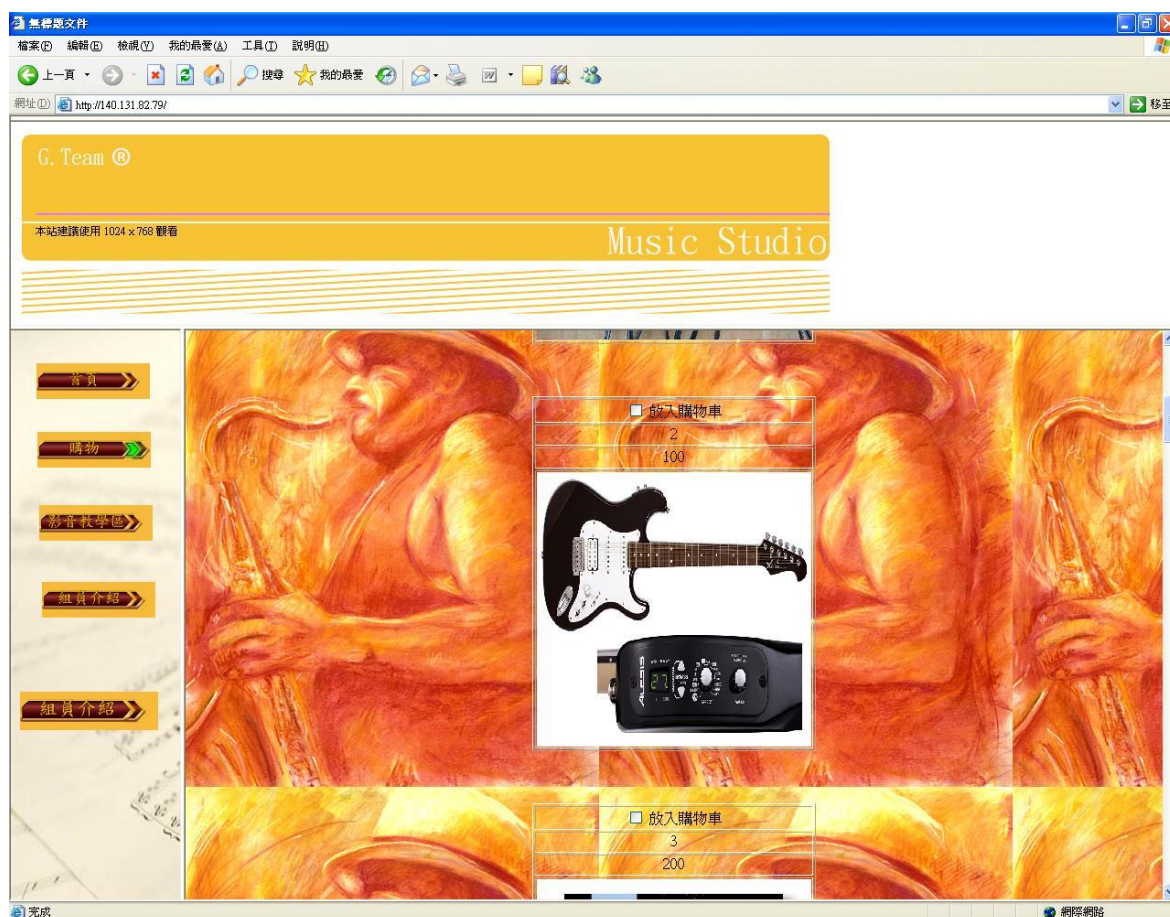 無標題文件
檔案(F) 編輯(E) 檢視(V) 我的最愛(A) 工具(T) 說明(H)
上一頁 搜尋 我的最愛
網址(D) http://140.131.82.79/ 移至
G. Team ®
本站建議使用 1024 x 768 觀看
Music Studio
首頁
購物
影音教學區
組員介紹
組員介紹
放入購物車
2
100
ALESIS
27
放入購物車
3
200
完成 網際網路